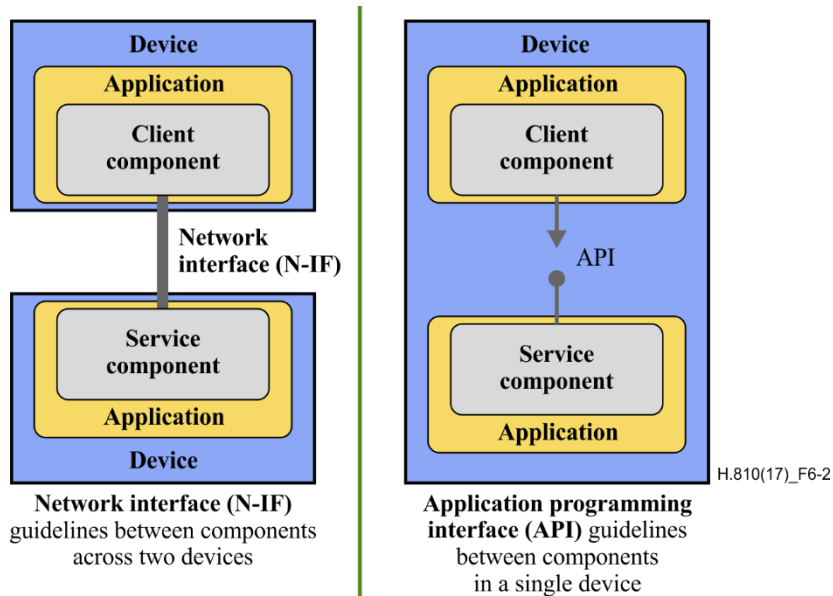 Device
Application
Client
component
Network
interface (N-IF)
Service
component
Application
Device
Network interface (N-IF)
guidelines between components
across two devices
Device
Application
Client
component
API
Service
component
Application
H.810(17)_F6-2
Application programming
interface (API) guidelines
between components
in a single device